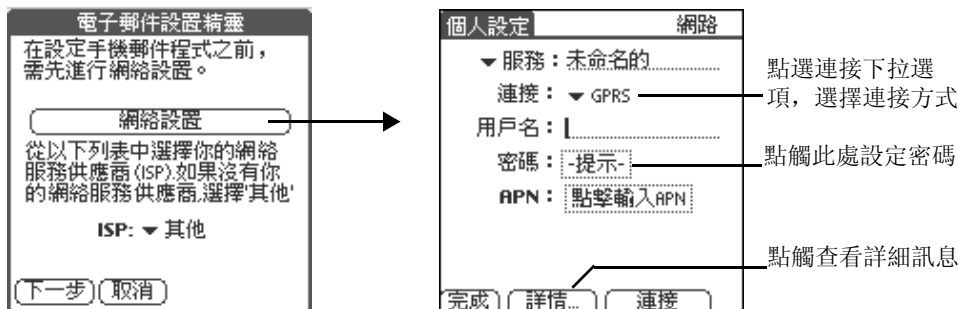 電子郵件設置精靈
在設定手機郵件程式之前，
需先進行網絡設置。
網絡設置
從以下列表中選擇你的網絡
服務供應商(ISP).如果沒有你
的網絡服務供應商,選擇'其他'
ISP: 其他
下一步 取消
個人設定 網路
服務：未命名的
連接： GPRS
用戶名：
密碼： -提示-
APN： 點擊輸入APN
完成 詳情... 連接
點選連接下拉選
項，選擇連接方式
點觸此處設定密碼
點觸查看詳細訊息